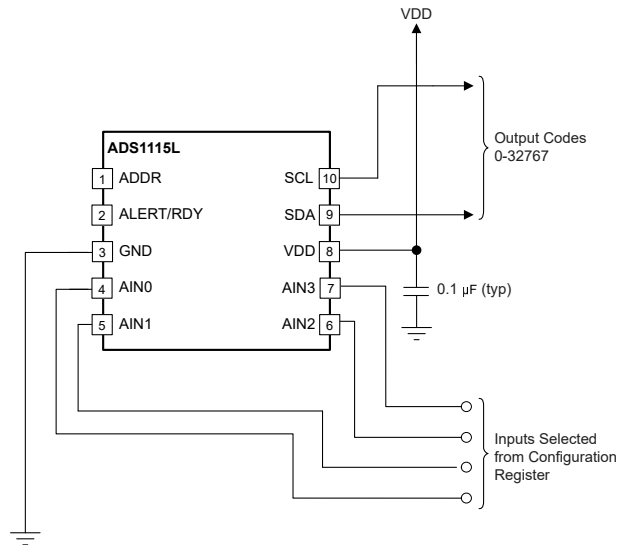 VDD
Output Codes
0-32767
ADS1115L
1 ADDR SCL 10
2 ALERT/RDY SDA 9
3 GND VDD 8
4 AIN0 AIN3 7
5 AIN1 AIN2 6
0.1 µF (typ)
Inputs Selected
from Configuration
Register